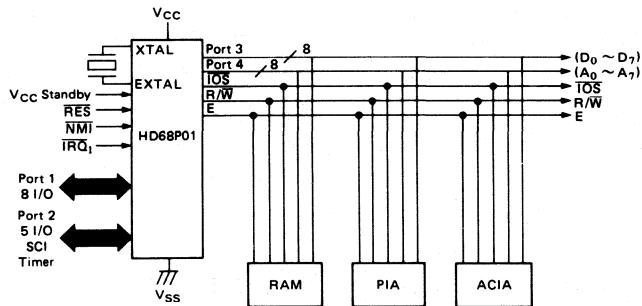 VCC
XTAL
EXTAL
VCC Standby
RES
NMI
IRQ1
HD68P01
Port 1
8 I/O
Port 2
5 I/O
SCI
Timer
VSS
Port 3
8
Port 4
8
IOS
R/W
E
(D0 ~ D7)
(A0 ~ A7)
IOS
R/W
E
RAM
PIA
ACIA